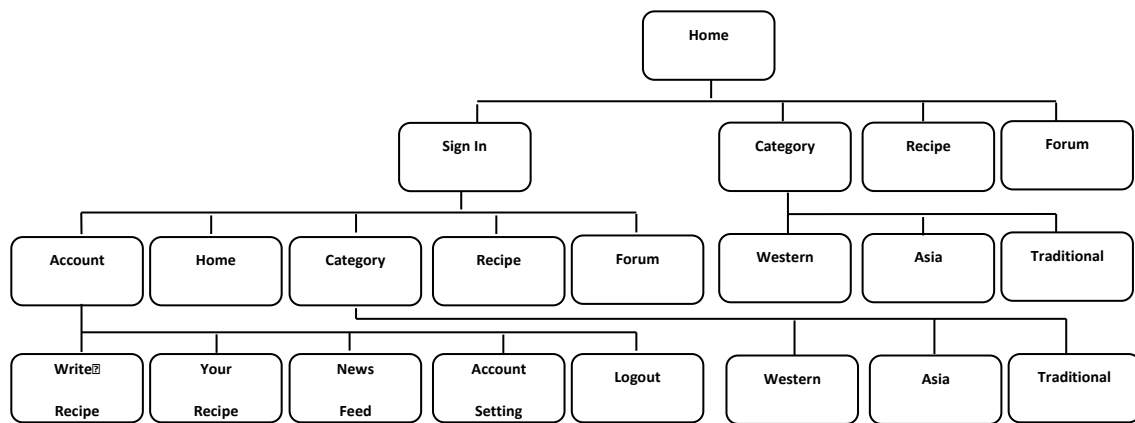 Home
Sign In
Category
Recipe
Forum
Account
Home
Category
Recipe
Forum
Western
Asia
Traditional
Write
Recipe
Your
Recipe
News
Feed
Account
Setting
Logout
Western
Asia
Traditional